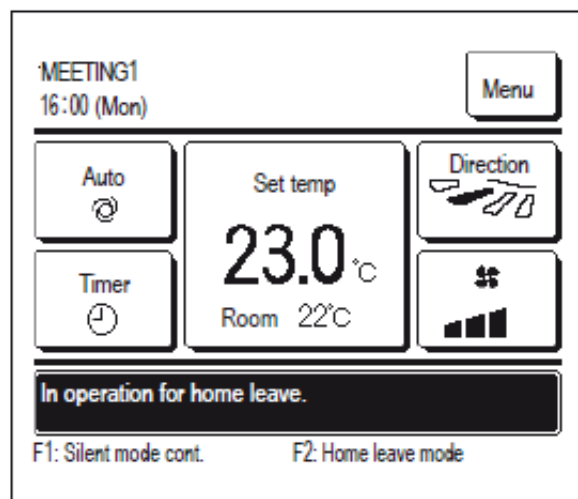 MEETING1
16:00 (Mon)
Menu
Auto
Set temp
Direction
23.0℃
Timer
Room 22℃
In operation for home leave.
F1: Silent mode cont. F2: Home leave mode